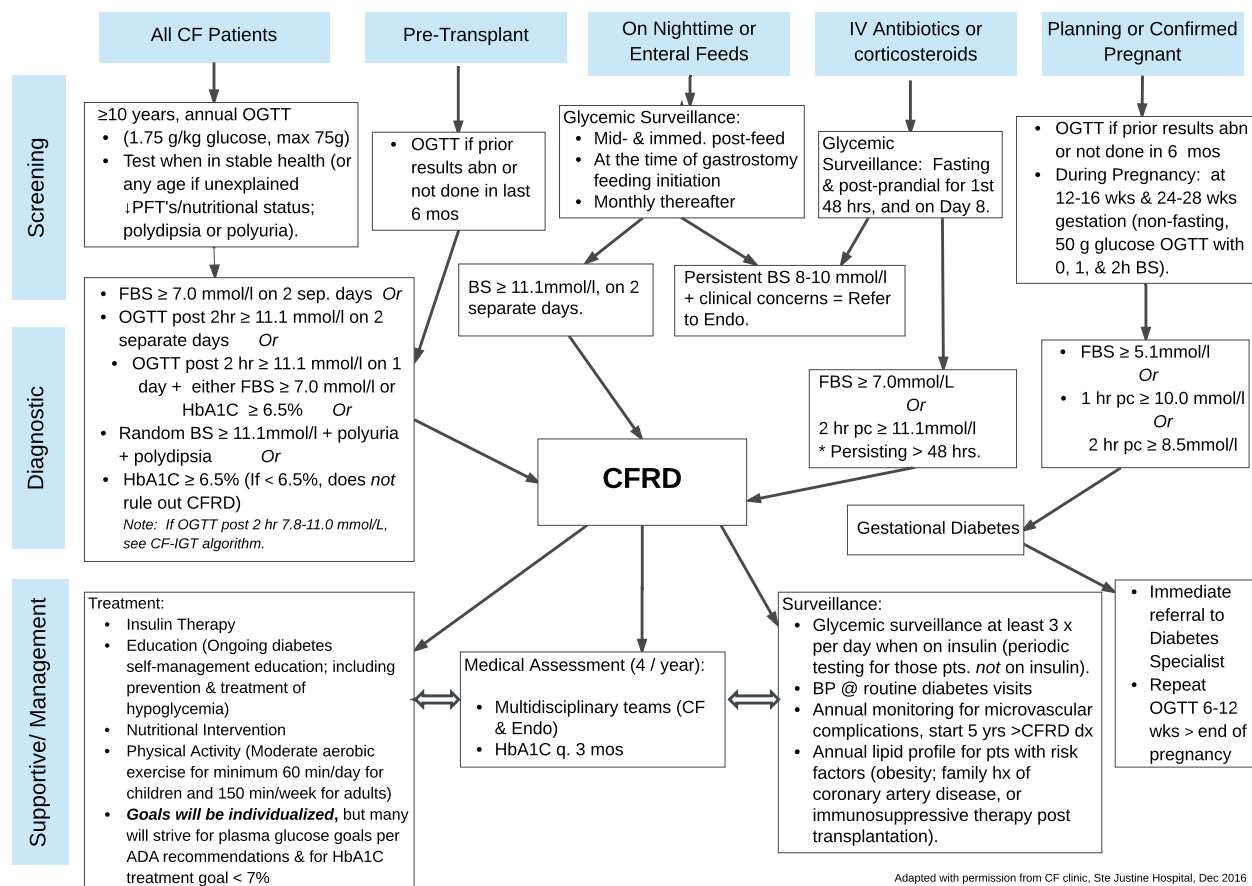 All CF Patients
Pre-Transplant
On Nighttime or
Enteral Feeds
IV Antibiotics or
corticosteroids
Planning or Confirmed
Pregnant
Screening
≥10 years, annual OGTT
• (1.75 g/kg glucose, max 75g)
• Test when in stable health (or
any age if unexplained
↓PFT's/nutritional status;
polydipsia or polyuria).
• OGTT if prior
results abn or
not done in last
6 mos
Glycemic Surveillance:
• Mid- & immed. post-feed
• At the time of gastrostomy
feeding initiation
• Monthly thereafter
Glycemic
Surveillance: Fasting
& post-prandial for 1st
48 hrs, and on Day 8.
• OGTT if prior results abn
or not done in 6 mos
• During Pregnancy: at
12-16 wks & 24-28 wks
gestation (non-fasting,
50 g glucose OGTT with
0, 1, & 2h BS).
BS ≥ 11.1mmol/l, on 2
separate days.
Persistent BS 8-10 mmol/l
+ clinical concerns = Refer
to Endo.
Diagnostic
• FBS ≥ 7.0 mmol/l on 2 sep. days Or
• OGTT post 2hr ≥ 11.1 mmol/l on 2
separate days Or
• OGTT post 2 hr ≥ 11.1 mmol/l on 1
day + either FBS ≥ 7.0 mmol/l or
HbA1C ≥ 6.5% Or
• Random BS ≥ 11.1mmol/l + polyuria
+ polydipsia Or
• HbA1C ≥ 6.5% (If < 6.5%, does not
rule out CFRD)
Note: If OGTT post 2 hr 7.8-11.0 mmol/L,
see CF-IGT algorithm.
CFRD
FBS ≥ 7.0mmol/L
Or
2 hr pc ≥ 11.1mmol/l
* Persisting > 48 hrs.
• FBS ≥ 5.1mmol/l
Or
• 1 hr pc ≥ 10.0 mmol/l
Or
2 hr pc ≥ 8.5mmol/l
Gestational Diabetes
Supportive/ Management
Treatment:
• Insulin Therapy
• Education (Ongoing diabetes
self-management education; including
prevention & treatment of
hypoglycemia)
• Nutritional Intervention
• Physical Activity (Moderate aerobic
exercise for minimum 60 min/day for
children and 150 min/week for adults)
• Goals will be individualized, but many
will strive for plasma glucose goals per
ADA recommendations & for HbA1C
treatment goal < 7%
Medical Assessment (4 / year):
• Multidisciplinary teams (CF
& Endo)
• HbA1C q. 3 mos
Surveillance:
• Glycemic surveillance at least 3 x
per day when on insulin (periodic
testing for those pts. not on insulin).
• BP @ routine diabetes visits
• Annual monitoring for microvascular
complications, start 5 yrs >CFRD dx
• Annual lipid profile for pts with risk
factors (obesity; family hx of
coronary artery disease, or
immunosuppressive therapy post
transplantation).
• Immediate
referral to
Diabetes
Specialist
• Repeat
OGTT 6-12
wks > end of
pregnancy
Adapted with permission from CF clinic, Ste Justine Hospital, Dec 2016